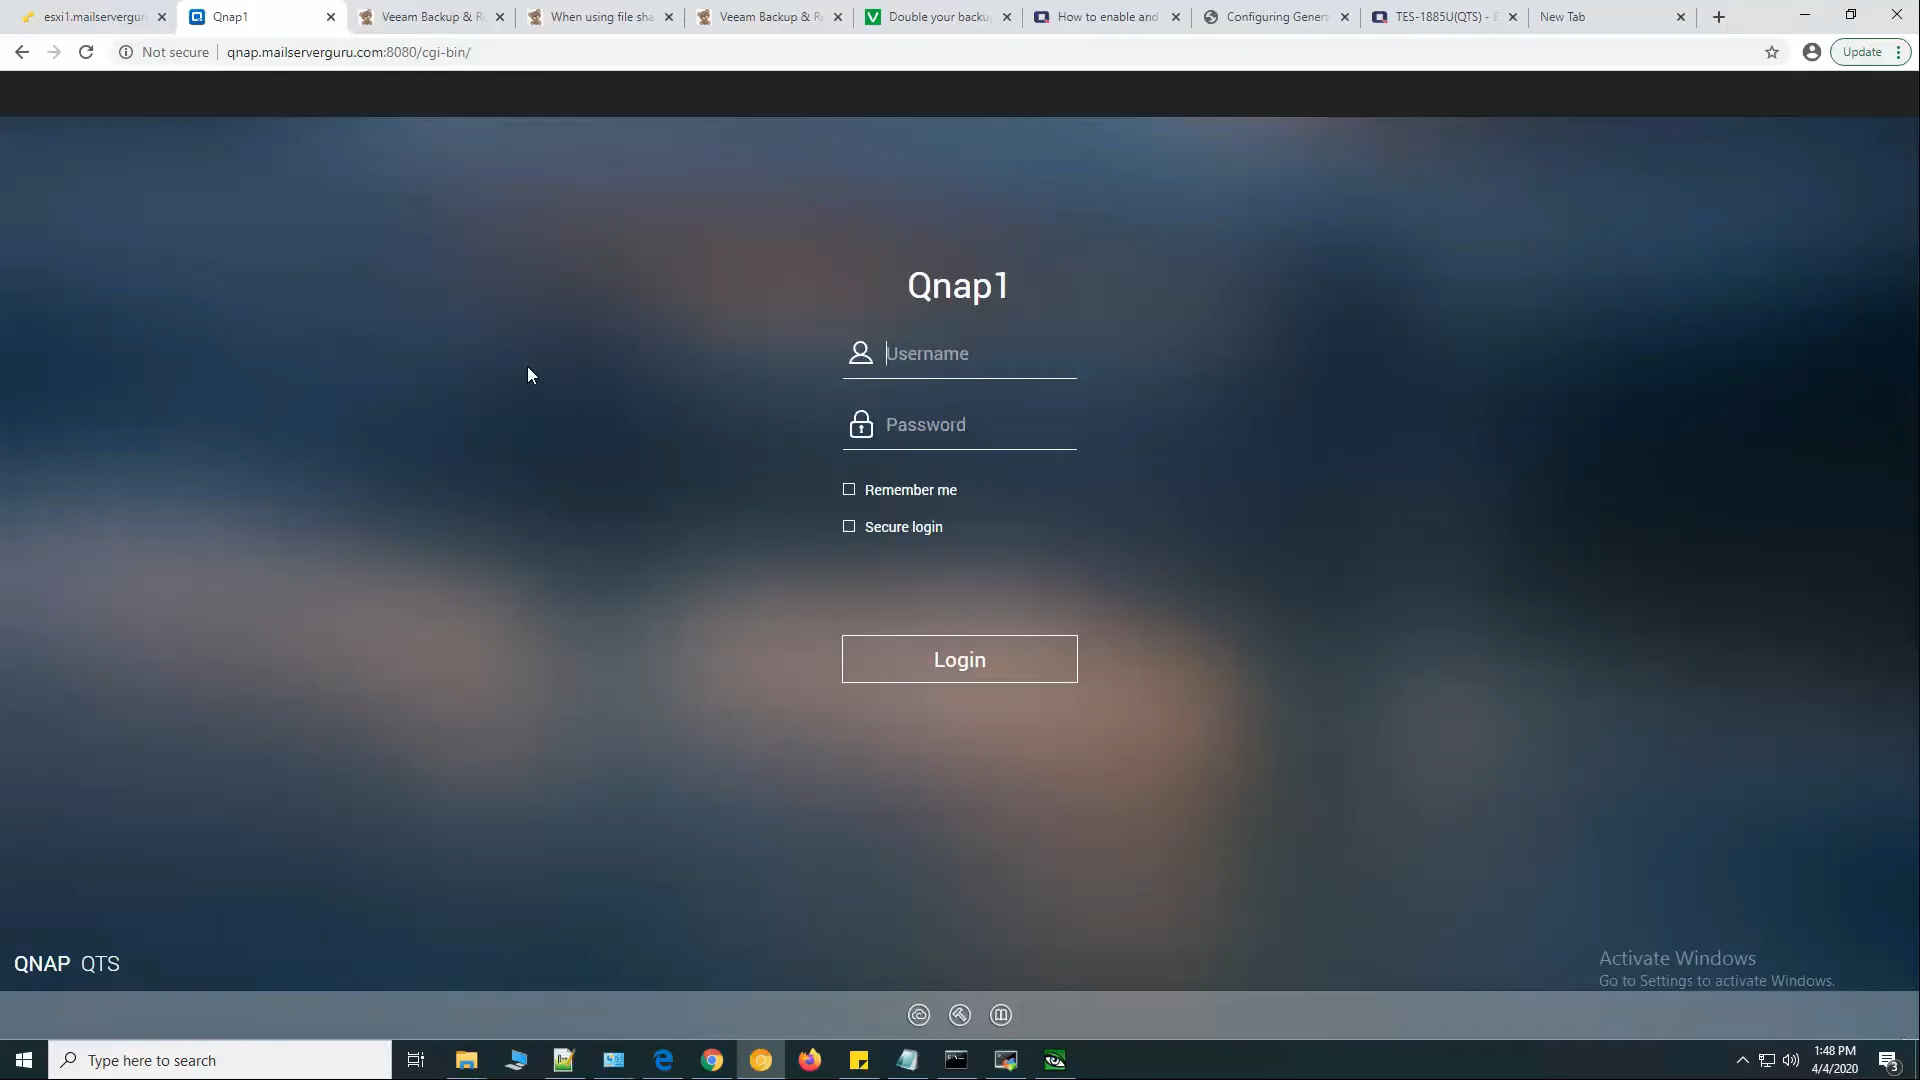 esxi1.mailservergur
Qnap1
Veeam Backup & R
When using file sha
Veeam Backup & R
Double your backu
How to enable and
Configuring Genera
TES-1885U(QTS) - E
New Tab
Not secure
qnap.mailserverguru.com:8080/cgi-bin/
Update
Qnap1
Username
Password
Remember me
Secure login
Login
QNAP QTS
Activate Windows
Go to Settings to activate Windows.
Type here to search
1:48 PM
4/4/2020
3